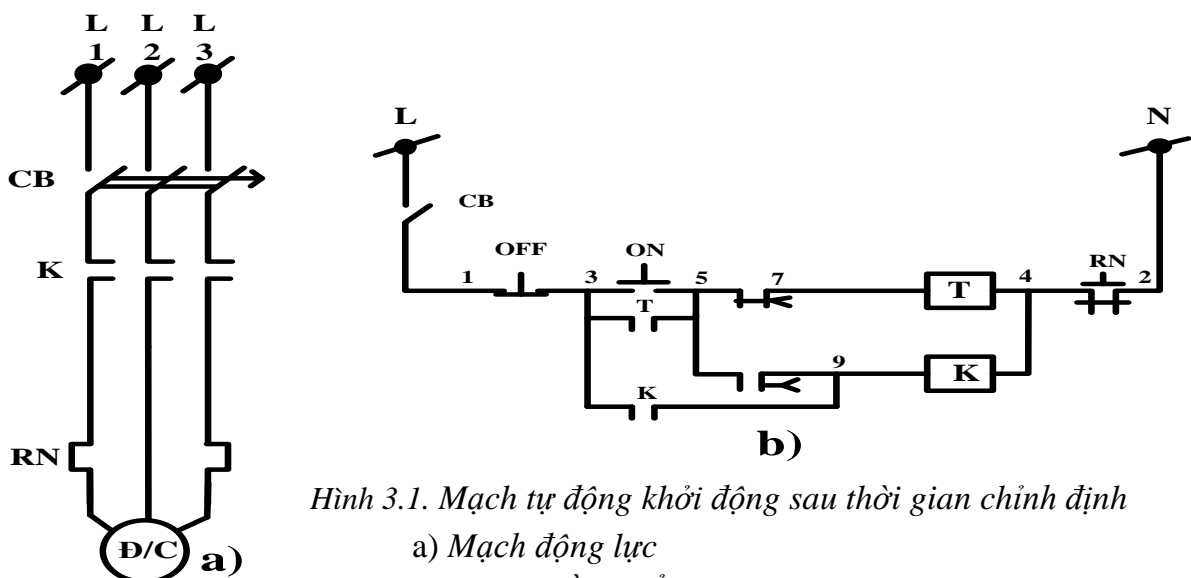 L L L
1 2 3
CB
K
RN
Đ/C
a)
L
N
CB
OFF
ON
RN
1
3
5
7
4
2
T
T
9
K
K
b)
Hình 3.1. Mạch tự động khởi động sau thời gian chỉnh định
a) Mạch động lực